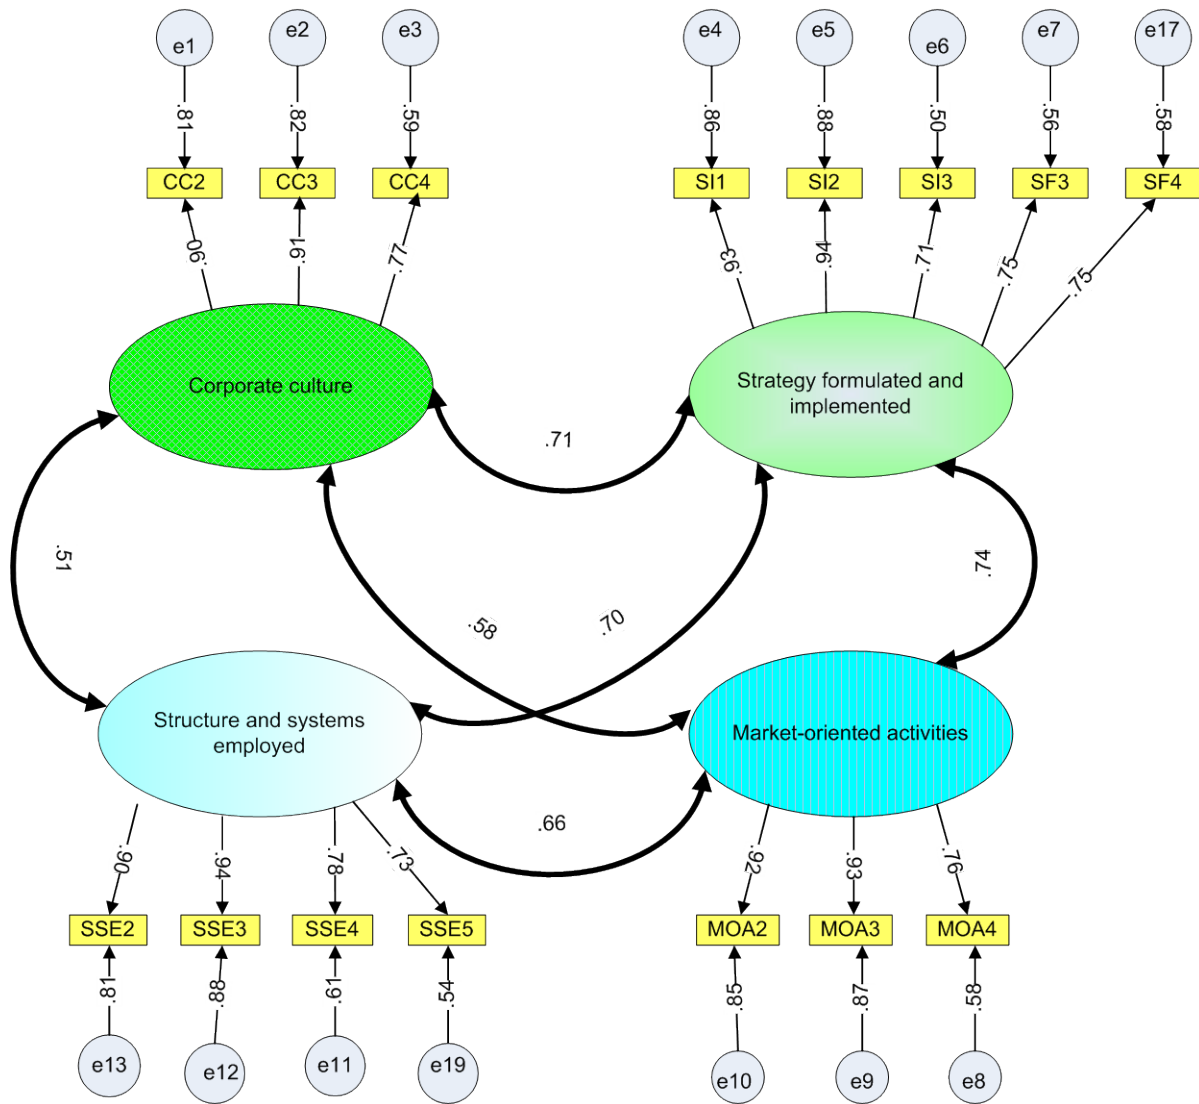 e1
e2
e3
e4
e5
e6
e7
e17
.81
.82
.59
.86
.88
.50
.56
.58
CC2
CC3
CC4
SI1
SI2
SI3
SF3
SF4
.90
.91
.77
.93
.94
.71
.75
.75
Corporate culture
Strategy formulated and
implemented
.71
.51
.58
.70
.74
Structure and systems
employed
Market-oriented activities
.66
.90
.94
.78
.73
.92
.93
.76
SSE2
SSE3
SSE4
SSE5
MOA2
MOA3
MOA4
.81
.88
.61
.54
.85
.87
.58
e13
e12
e11
e19
e10
e9
e8